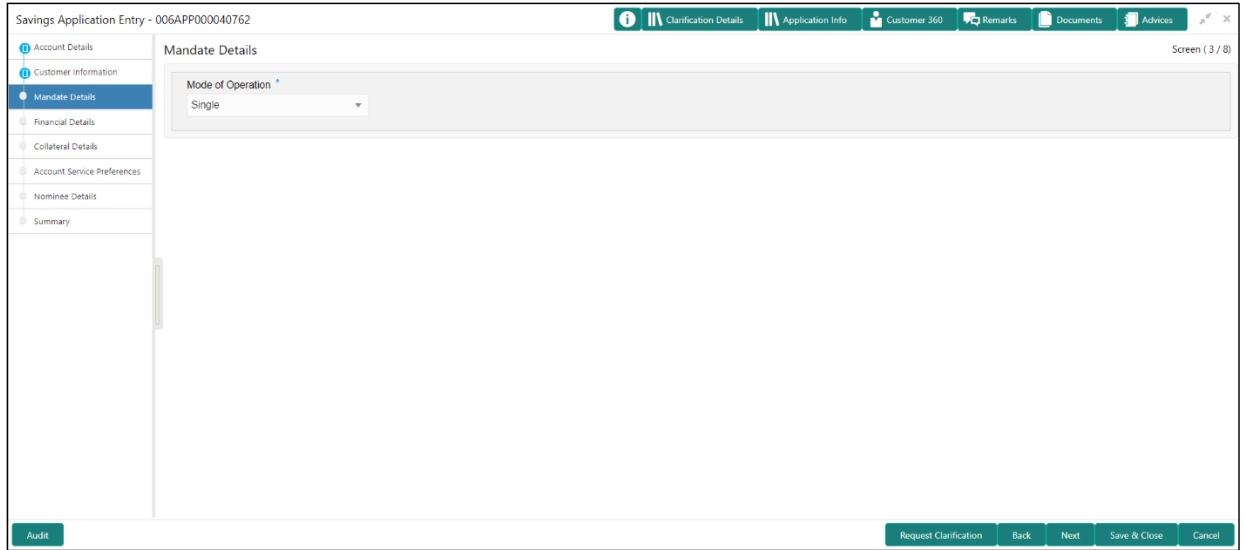 Savings Application Entry - 006APP000040762
Clarification Details
Application Info
Customer 360
Remarks
Documents
Advices
Account Details
Customer Information
Mandate Details
Financial Details
Collateral Details
Account Service Preferences
Nominee Details
Summary
Mandate Details
Screen ( 3 / 8)
Mode of Operation *
Single
Audit
Request Clarification
Back
Next
Save & Close
Cancel